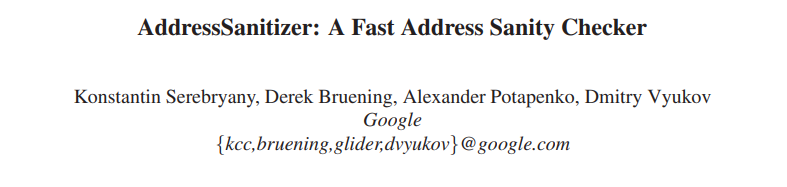 AddressSanitizer: A Fast Address Sanity Checker
Konstantin Serebryany, Derek Bruening, Alexander Potapenko, Dmitry Vyukov
Google
{kcc,bruening,glider,dvyukov}@google.com